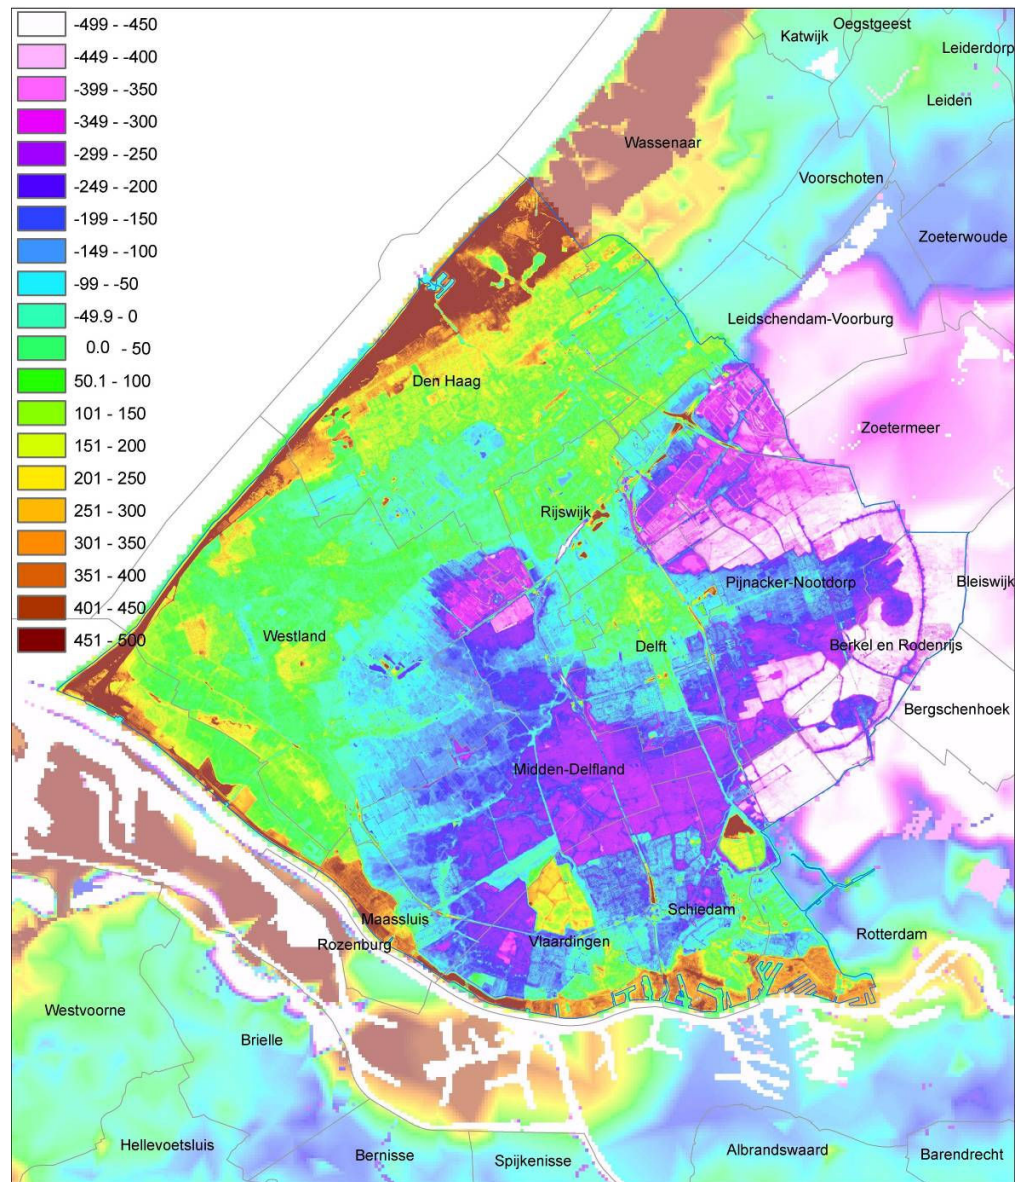 -499 - -450
-449 - -400
-399 - -350
-349 - -300
-299 - -250
-249 - -200
-199 - -150
-149 - -100
-99 - -50
-49.9 - 0
0.0 - 50
50.1 - 100
101 - 150
151 - 200
201 - 250
251 - 300
301 - 350
351 - 400
401 - 450
451 - 500
Oegstgeest
Katwijk
Leiderdorp
Leiden
Wassenaar
Voorschoten
Zoeterwoude
Leidschendam-Voorburg
Den Haag
Zoetermeer
Rijswijk
Pijnacker-Nootdorp
Bleiswijk
Westland
Delft
Berkel en Rodenrijs
Bergschenhoek
Midden-Delfland
Maassluis
Schiedam
Rozenburg
Vlaardingen
Rotterdam
Westvoorne
Brielle
Hellevoetsluis
Bernisse
Spijkenisse
Albrandswaard
Barendrecht